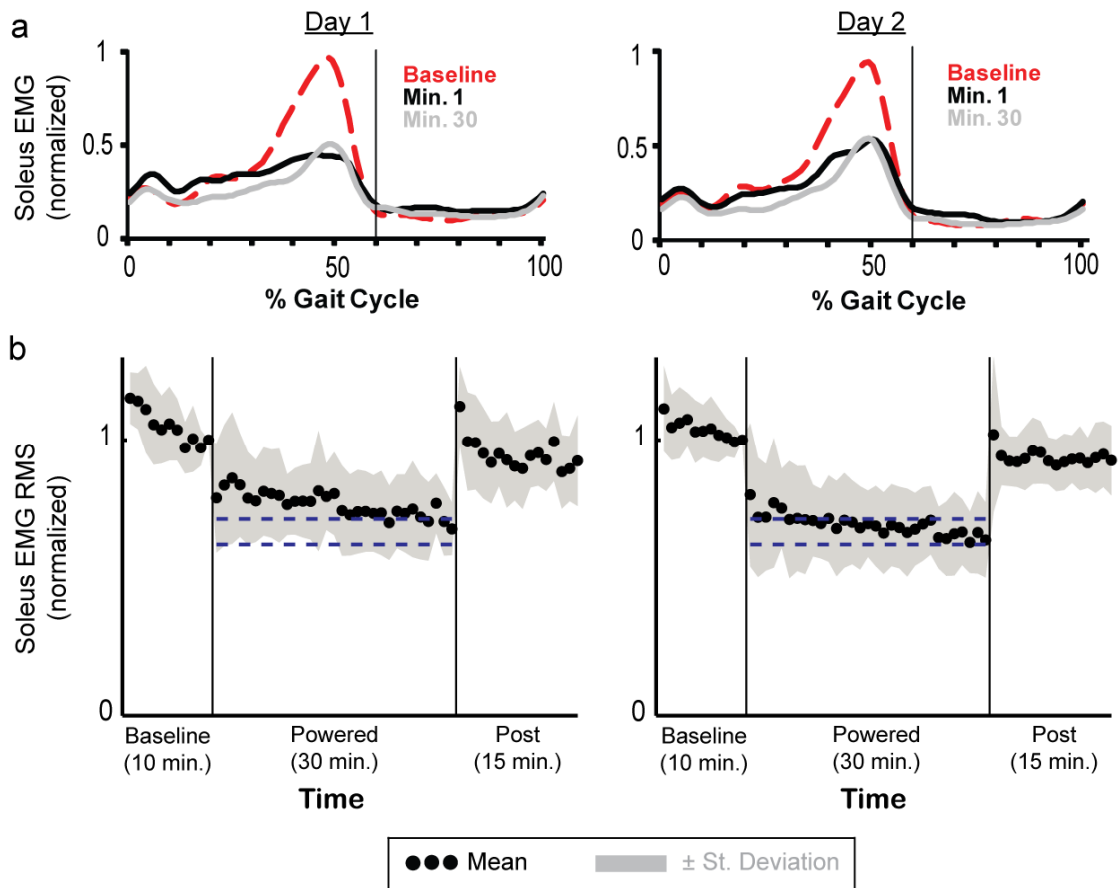 a
Day 1
Soleus EMG
(normalized)
1
0.5
0
Baseline
Min. 1
Min. 30
0
50
100
% Gait Cycle
Day 2
1
0.5
0
Baseline
Min. 1
Min. 30
0
50
100
% Gait Cycle
b
Soleus EMG RMS
(normalized)
1
0
Baseline
(10 min.)
Powered
(30 min.)
Post
(15 min.)
Time
1
0
Baseline
(10 min.)
Powered
(30 min.)
Post
(15 min.)
Time
Mean
± St. Deviation